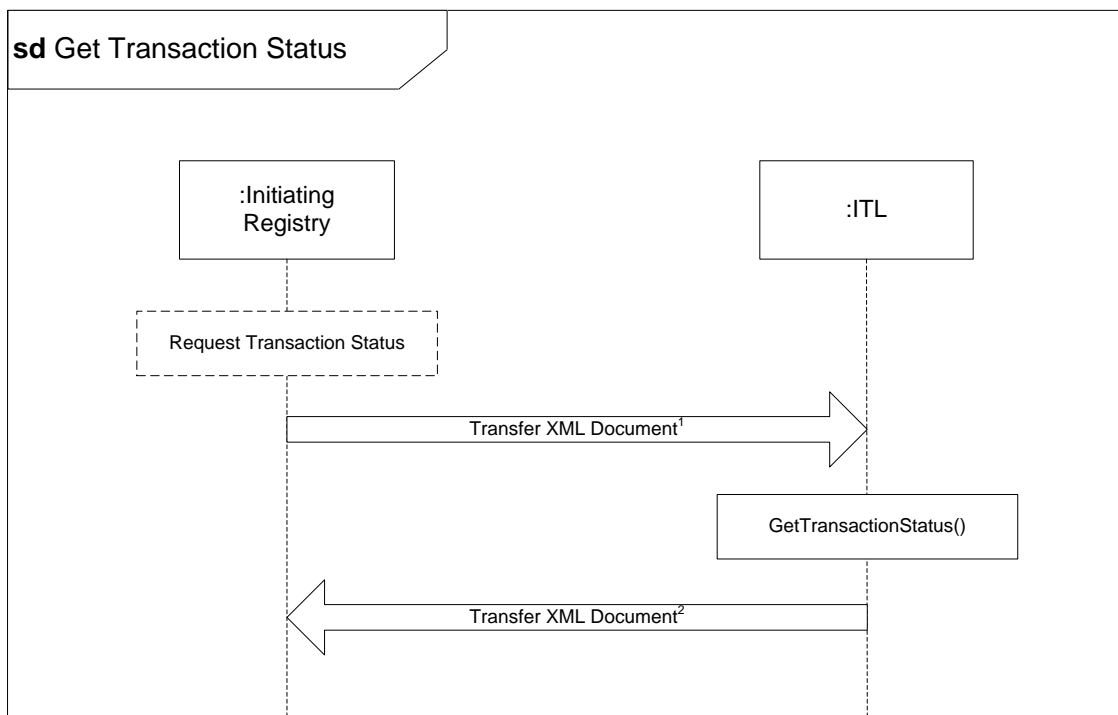 sd Get Transaction Status
:Initiating
Registry
:ITL
Request Transaction Status
Transfer XML Document¹
GetTransactionStatus()
Transfer XML Document²